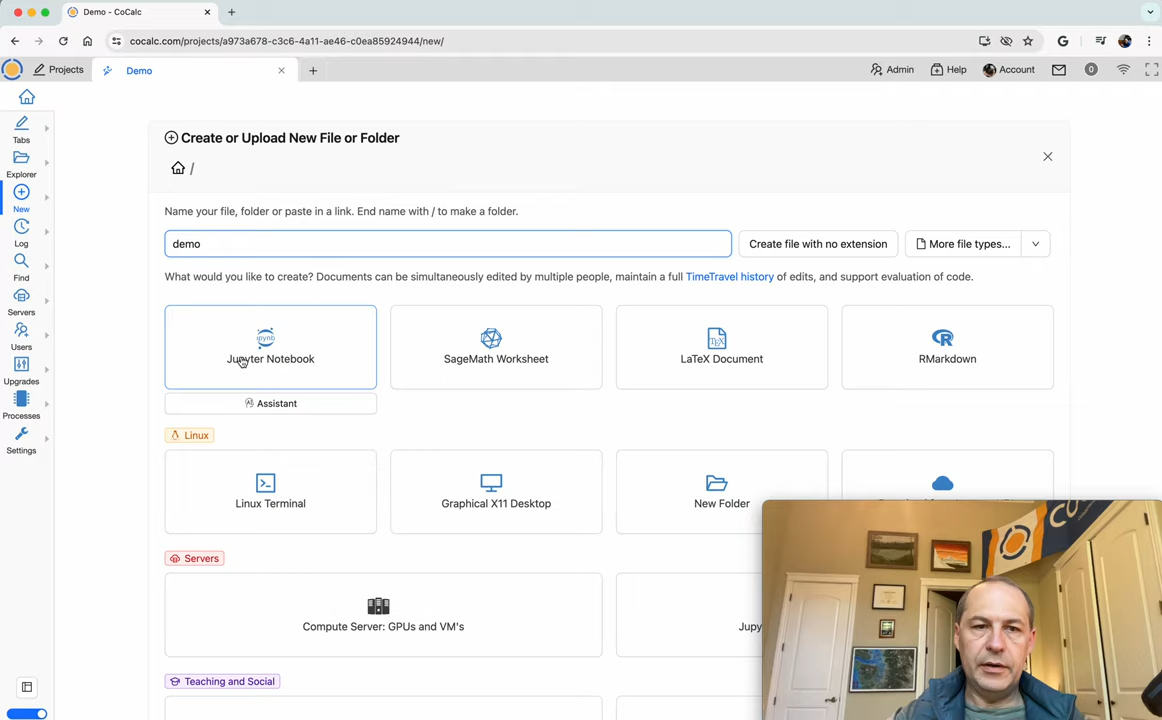 Demo - CoCalc
cocalc.com/projects/a973a678-c3c6-4a11-ae46-c0ea85924944/new/
Projects
Demo
Admin
Help
Account
0
Tabs
Explorer
New
Log
Find
Servers
Users
Upgrades
Processes
Settings
Create or Upload New File or Folder
/
Name your file, folder or paste in a link. End name with / to make a folder.
demo
Create file with no extension
More file types...
What would you like to create? Documents can be simultaneously edited by multiple people, maintain a full TimeTravel history of edits, and support evaluation of code.
ipynb
Jupyter Notebook
SageMath Worksheet
TEX
LaTeX Document
R
RMarkdown
Assistant
Linux
Linux Terminal
Graphical X11 Desktop
New Folder
Servers
Compute Server: GPUs and VM's
Jupy
Teaching and Social